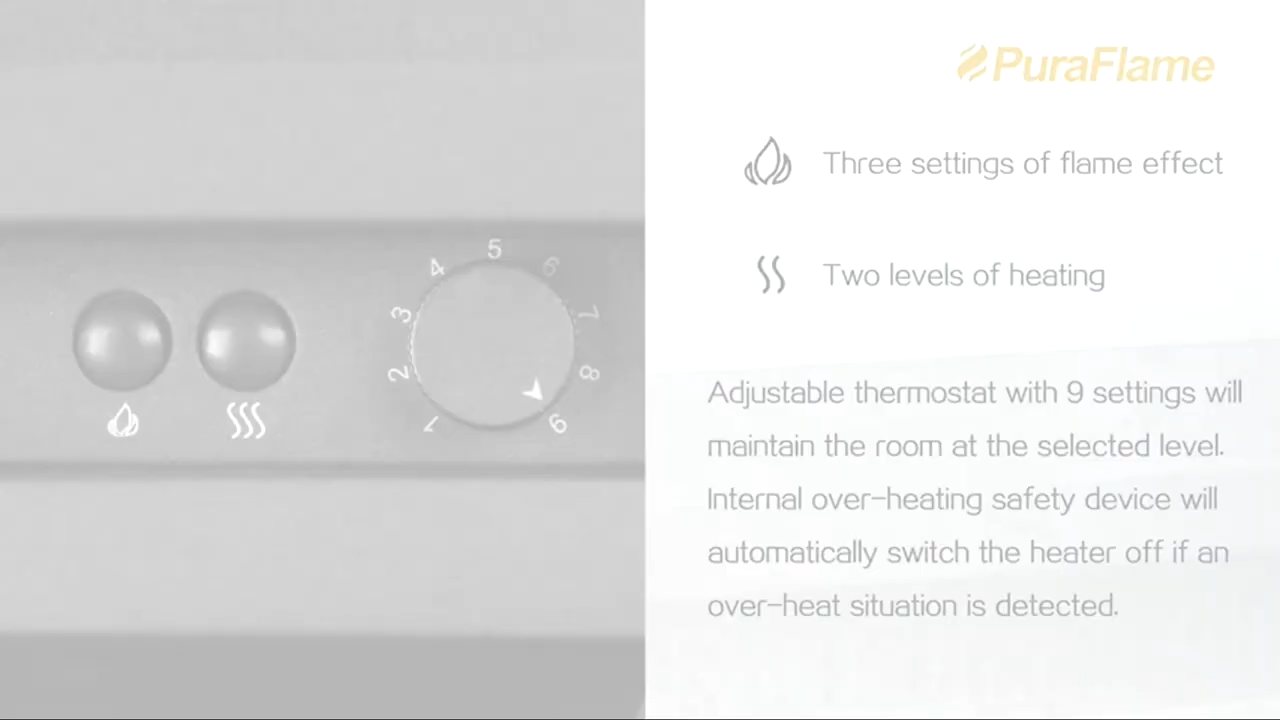 PuraFlame
Three settings of flame effect
Two levels of heating
Adjustable thermostat with 9 settings will
maintain the room at the selected level.
Internal over-heating safety device will
automatically switch the heater off if an
over-heat situation is detected.
1
2
3
4
5
6
7
8
9